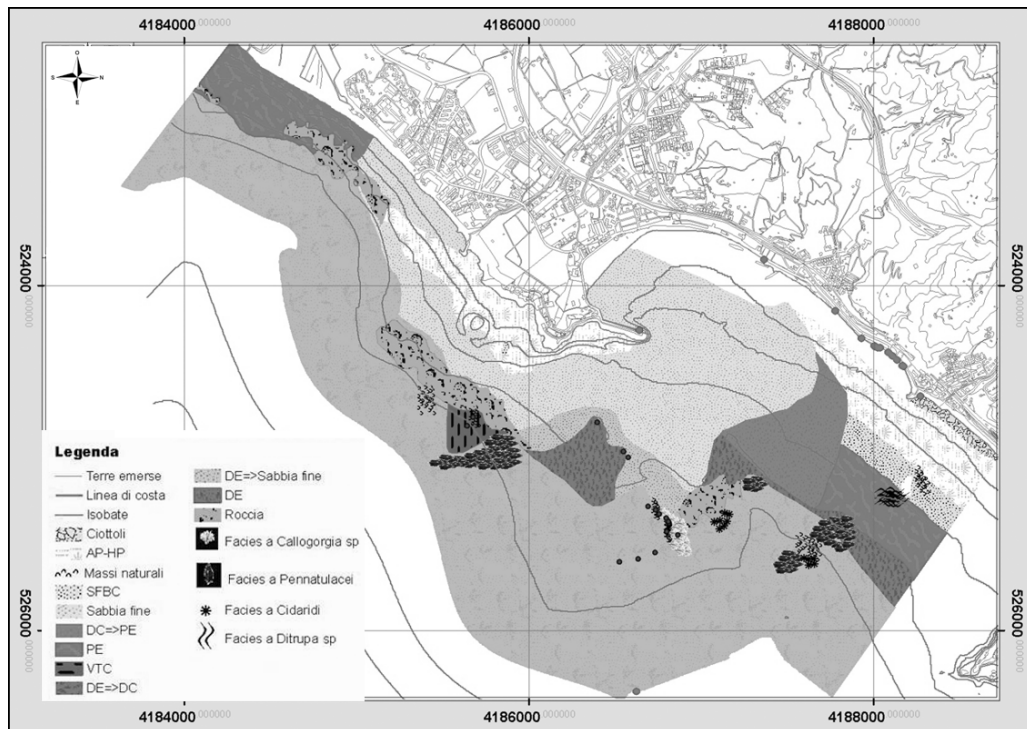 4184000.000000 4186000.000000 4188000.000000
O
S N
E
524000.000000
524000.000000
526000.000000
526000.000000
Legenda
Terre emerse
Linea di costa
Isobate
Ciottoli
AP-HP
Massi naturali
SFBC
Sabbia fine
DC=>PE
PE
VTC
DE=>DC
DE=>Sabbia fine
DE
Roccia
Facies a Callogorgia sp
Facies a Pennatulacei
Facies a Cidaridi
Facies a Ditrupa sp
4184000.000000 4186000.000000 4188000.000000